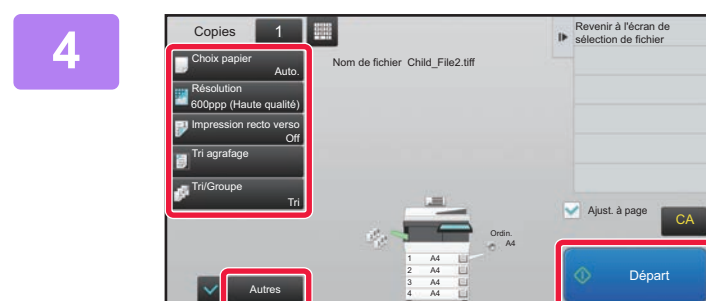 4
Copies 1
Choix papier
Auto.
Résolution
600ppp (Haute qualité)
Impression recto verso
Off
Tri agrafage
Tri/Groupe
Tri
Autres
Nom de fichier Child_File2.tiff
Ordin.
A4
1 A4
2 A4
3 A4
4 A4
Revenir à l'écran de
sélection de fichier
Ajust. à page
CA
Départ